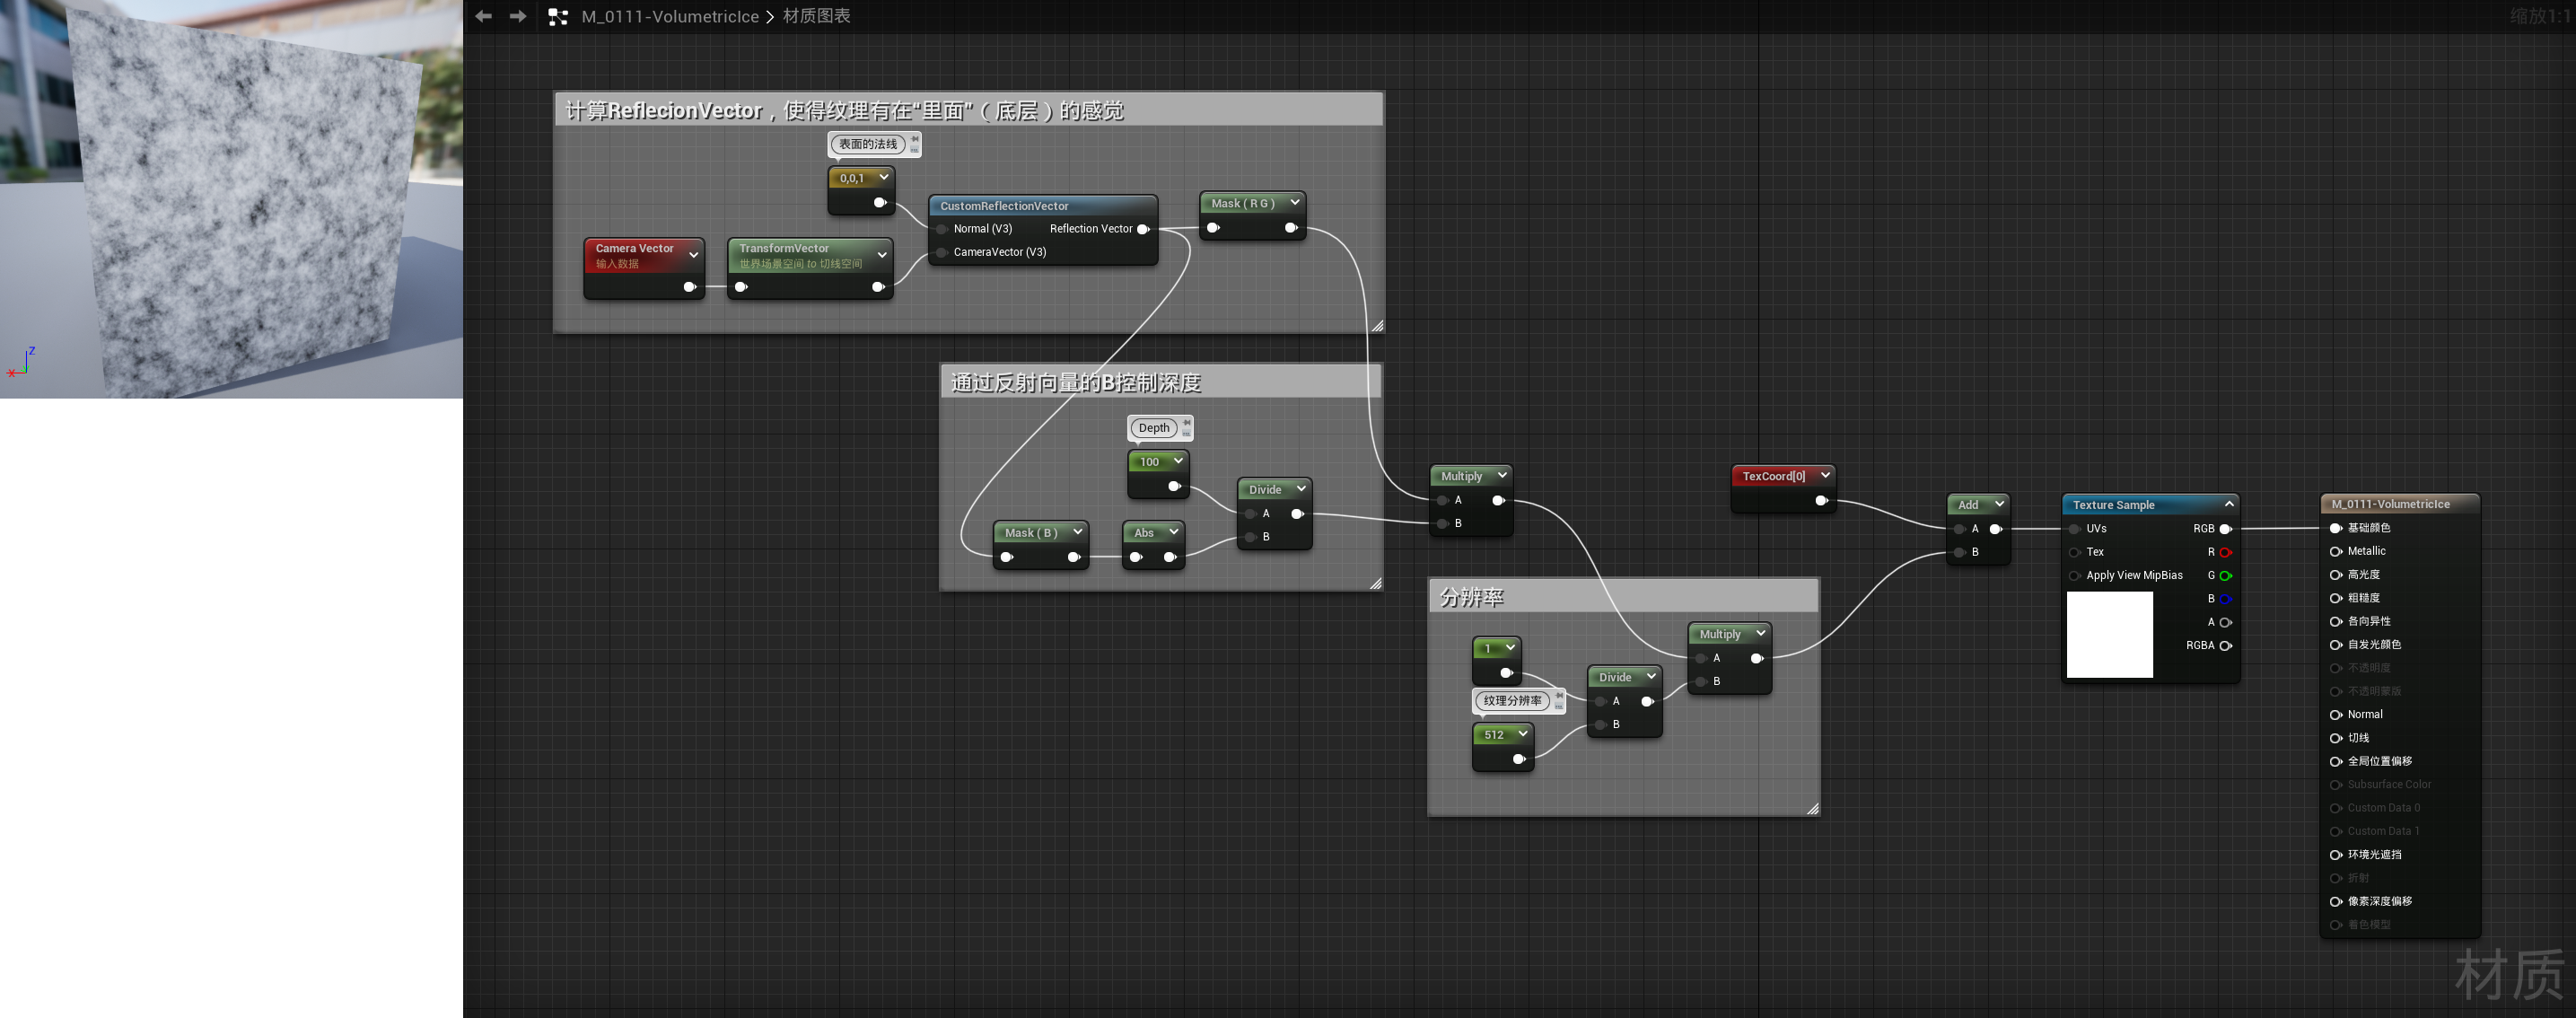 M_0111-VolumetricIce > 材质图表
缩放1:1
计算ReflecionVector，使得纹理有在“里面”（底层）的感觉
表面的法线
0,0,1
CustomReflectionVector
Normal (V3)
Reflection Vector
CameraVector (V3)
Mask ( R G )
Camera Vector
输入数据
TransformVector
世界场景空间 to 切线空间
Z
X
通过反射向量的B控制深度
Depth
100
Divide
A
B
Mask ( B )
Abs
Multiply
A
B
TexCoord[0]
Add
A
B
Texture Sample
UVs
RGB
Tex
R
Apply View MipBias
G
B
A
RGBA
分辨率
1
纹理分辨率
512
Divide
A
B
Multiply
A
B
M_0111-VolumetricIce
基础颜色
Metallic
高光度
粗糙度
各向异性
自发光颜色
不透明度
不透明蒙版
Normal
切线
全局位置偏移
Subsurface Color
Custom Data 0
Custom Data 1
环境光遮挡
折射
像素深度偏移
着色模型
材质